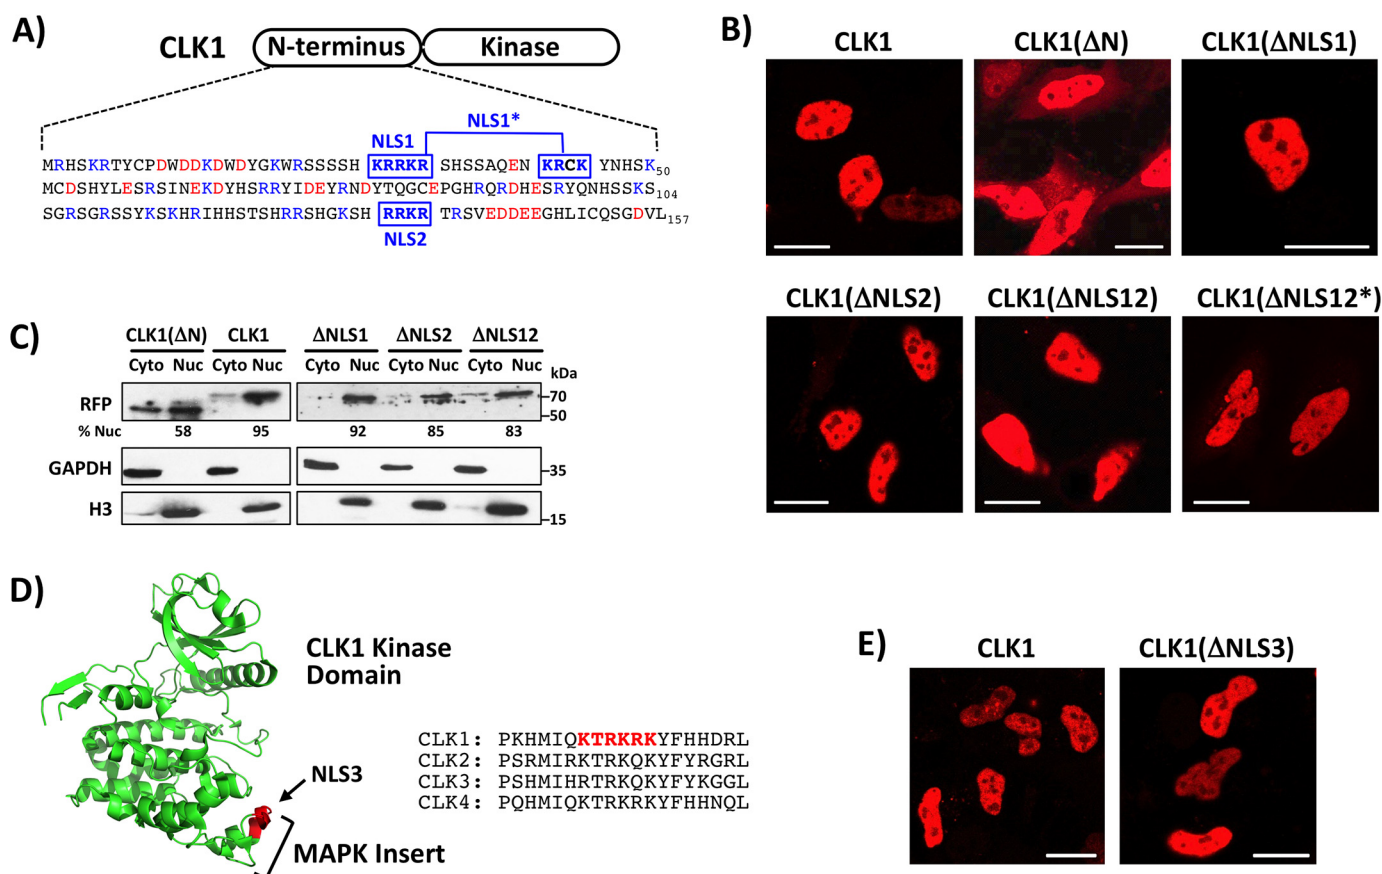 A)
CLK1 N-terminus Kinase
NLS1 NLS1*
MRHSKRTYCPDWDDKDWDYGKWRSSSSH KRRKR SHSSAQEN KRCK YNHSK50
MCDSHYLESRSINEKDYHSRRYIDEYRNDYTQGCEPGHRQRDHESRYQNHSSKS104
SGRSGRSSYKSKHRIHHSTSHRRSHGKSH RRKR TRSVEDDEEGHLICQSGDVL157
NLS2
B)
CLK1 CLK1(ΔN) CLK1(ΔNLS1)
CLK1(ΔNLS2) CLK1(ΔNLS12) CLK1(ΔNLS12*)
C)
CLK1(ΔN) CLK1 ΔNLS1 ΔNLS2 ΔNLS12
Cyto Nuc Cyto Nuc Cyto Nuc Cyto Nuc Cyto Nuc
kDa
RFP
70
50
% Nuc 58 95 92 85 83
GAPDH 35
H3
15
D)
CLK1 Kinase
Domain
NLS3
MAPK Insert
CLK1: PKHMIQKTRKRKYFHHDRL
CLK2: PSRMIRKTRKQKYFYRGRL
CLK3: PSHMIHRTRKQKYFYKGGL
CLK4: PQHMIQKTRKRKYFHHNQL
E)
CLK1 CLK1(ΔNLS3)